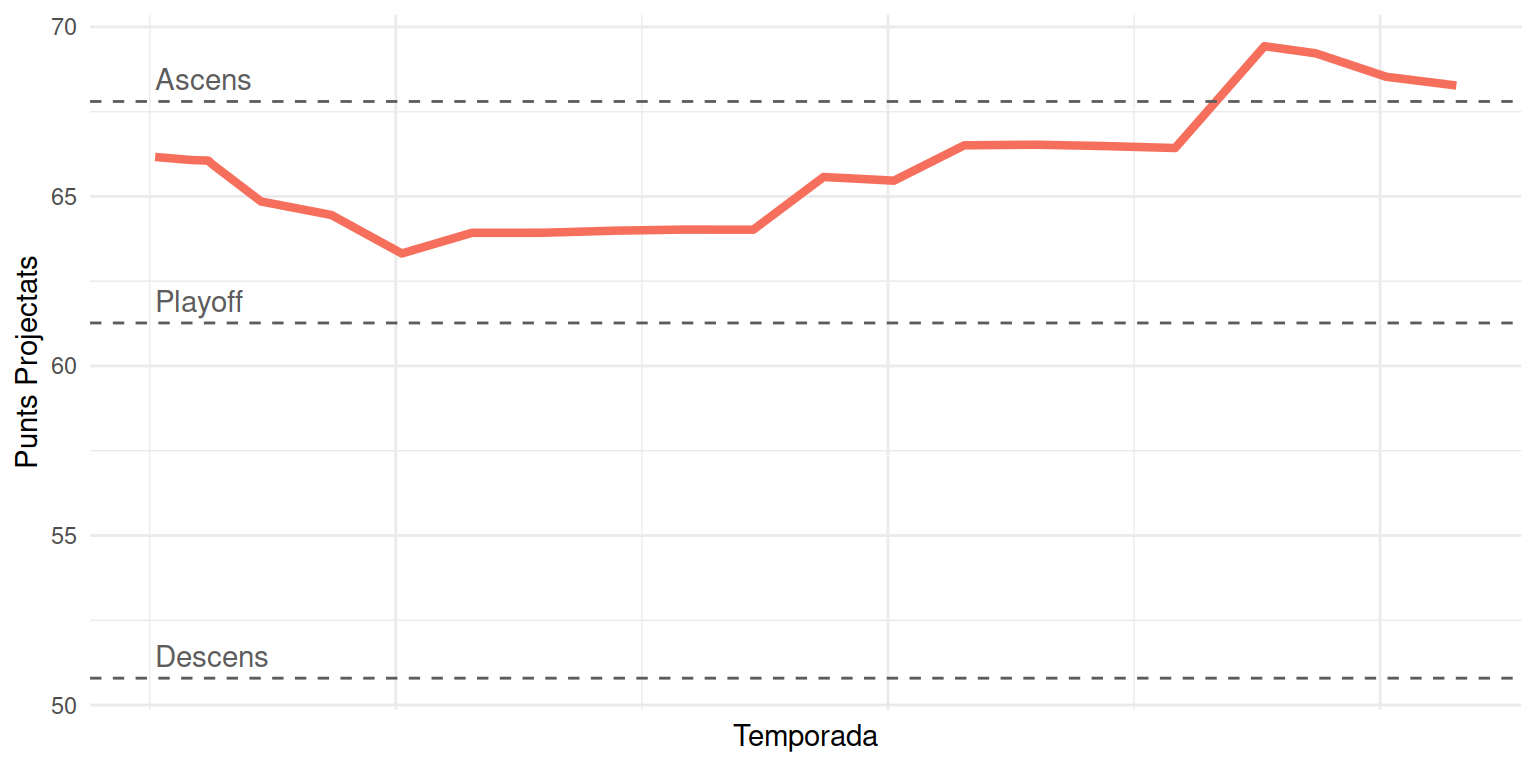 70
Ascens
65
Playoff
60
Punts Projectats
55
Descens
50
Temporada